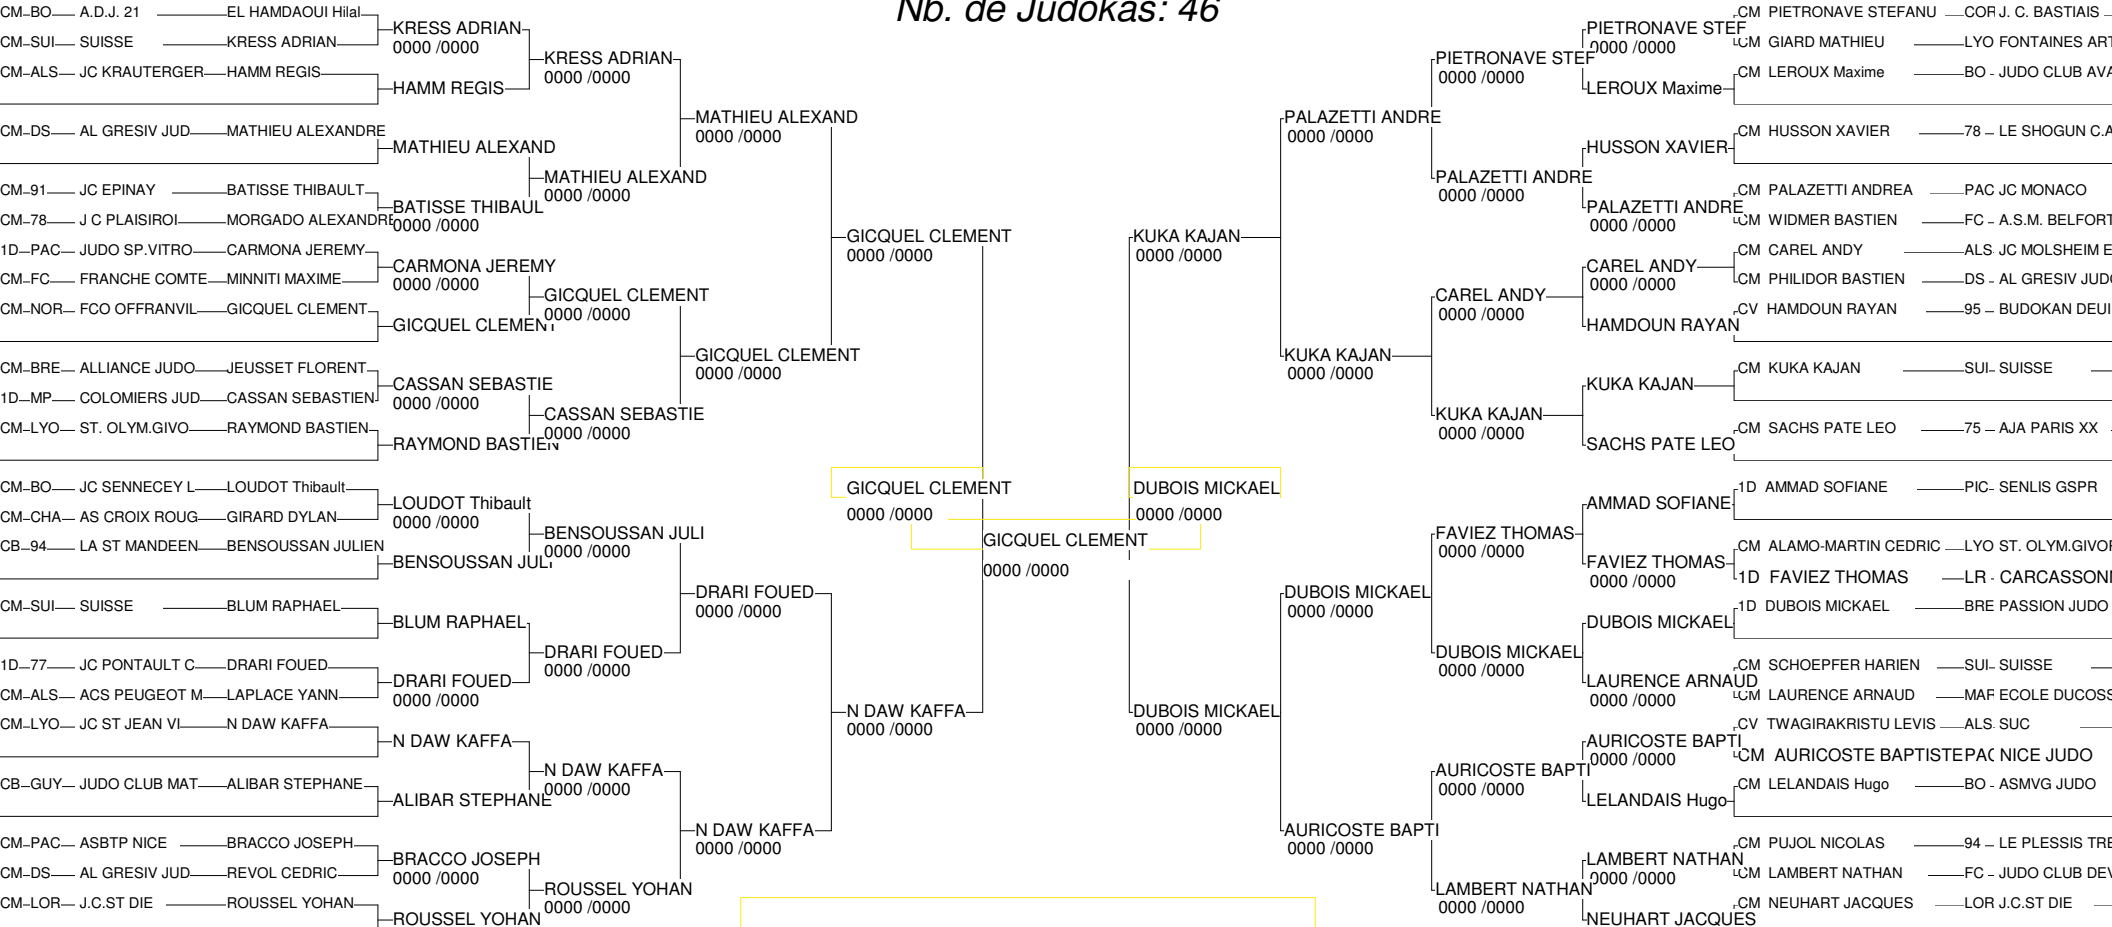 Nb. de Judokas: 46
CM BO A.D.J. 21 EL HAMDAOUI Hilal
CM SUI SUISSE KRESS ADRIAN
CM ALS JC KRAUTERGER HAMM REGIS
CM DS AL GRESIV JUD MATHIEU ALEXANDRE
CM 91 JC EPINAY BATISSE THIBAULT
CM 78 J C PLAISIROI MORGADO ALEXANDRE
1D PAC JUDO SP.VITRO CARMONA JEREMY
CM FC FRANCHE COMTE MINNITI MAXIME
CM NOR FCO OFFRANVIL GICQUEL CLEMENT
CM BRE ALLIANCE JUDO JEUSSET FLORENT
1D MP COLOMIERS JUD CASSAN SEBASTIEN
CM LYO ST. OLYM.GIVO RAYMOND BASTIEN
CM BO JC SENNECEY L LOUDOT Thibault
CM CHA AS CROIX ROUG GIRARD DYLAN
CB 94 LA ST MANDEEN BENSOUSSAN JULIEN
CM SUI SUISSE BLUM RAPHAEL
1D 77 JC PONTAULT C DRARI FOUED
CM ALS ACS PEUGEOT M LAPLACE YANN
CM LYO JC ST JEAN VI N DAW KAFFA
CB GUY JUDO CLUB MAT ALIBAR STEPHANE
CM PAC ASBTP NICE BRACCO JOSEPH
CM DS AL GRESIV JUD REVOL CEDRIC
CM LOR J.C.ST DIE ROUSSEL YOHAN
KRESS ADRIAN
0000 /0000
HAMM REGIS
MATHIEU ALEXAND
BATISSE THIBAUL
0000 /0000
CARMONA JEREMY
0000 /0000
GICQUEL CLEMENT
CASSAN SEBASTIE
0000 /0000
RAYMOND BASTIEN
LOUDOT Thibault
0000 /0000
BENSOUSSAN JULI
BLUM RAPHAEL
DRARI FOUED
0000 /0000
N DAW KAFFA
ALIBAR STEPHANE
BRACCO JOSEPH
0000 /0000
ROUSSEL YOHAN
KRESS ADRIAN
0000 /0000
MATHIEU ALEXAND
0000 /0000
GICQUEL CLEMENT
0000 /0000
CASSAN SEBASTIE
0000 /0000
BENSOUSSAN JULI
0000 /0000
DRARI FOUED
0000 /0000
N DAW KAFFA
0000 /0000
ROUSSEL YOHAN
0000 /0000
MATHIEU ALEXAND
0000 /0000
GICQUEL CLEMENT
0000 /0000
DRARI FOUED
0000 /0000
N DAW KAFFA
0000 /0000
GICQUEL CLEMENT
0000 /0000
N DAW KAFFA
0000 /0000
GICQUEL CLEMENT
0000 /0000
DUBOIS MICKAEL
0000 /0000
GICQUEL CLEMENT
0000 /0000
KUKA KAJAN
0000 /0000
DUBOIS MICKAEL
0000 /0000
PALAZETTI ANDRE
0000 /0000
KUKA KAJAN
0000 /0000
DUBOIS MICKAEL
0000 /0000
AURICOSTE BAPTI
0000 /0000
PIETRONAVE STEF
0000 /0000
PALAZETTI ANDRE
0000 /0000
CAREL ANDY
0000 /0000
KUKA KAJAN
0000 /0000
FAVIEZ THOMAS
0000 /0000
DUBOIS MICKAEL
0000 /0000
AURICOSTE BAPTI
0000 /0000
LAMBERT NATHAN
0000 /0000
PIETRONAVE STEF
0000 /0000
LEROUX Maxime
HUSSON XAVIER
PALAZETTI ANDRE
CAREL ANDY
0000 /0000
HAMDOUN RAYAN
KUKA KAJAN
SACHS PATE LEO
AMMAD SOFIANE
FAVIEZ THOMAS
0000 /0000
DUBOIS MICKAEL
LAURENCE ARNAUD
0000 /0000
AURICOSTE BAPTI
0000 /0000
LELANDAIS Hugo
LAMBERT NATHAN
0000 /0000
NEUHART JACQUES
CM PIETRONAVE STEFANU COR J. C. BASTIAIS
CM GIARD MATHIEU LYO FONTAINES ART
CM LEROUX Maxime BO - JUDO CLUB AVA
CM HUSSON XAVIER 78 LE SHOGUN C.A
CM PALAZETTI ANDREA PAC JC MONACO
CM WIDMER BASTIEN FC A.S.M. BELFORT
CM CAREL ANDY ALS JC MOLSHEIM E
CM PHILIDOR BASTIEN DS AL GRESIV JUDO
CV HAMDOUN RAYAN 95 BUDOKAN DEUI
CM KUKA KAJAN SUI SUISSE
CM SACHS PATE LEO 75 AJA PARIS XX
1D AMMAD SOFIANE PIC SENLIS GSPR
CM ALAMO-MARTIN CEDRIC LYO ST. OLYM.GIVOR
1D FAVIEZ THOMAS LR - CARCASSONN
1D DUBOIS MICKAEL BRE PASSION JUDO
CM SCHOEPFER HARIEN SUI SUISSE
CM LAURENCE ARNAUD MAR ECOLE DUCOSS
CV TWAGIRAKRISTU LEVIS ALS SUC
CM AURICOSTE BAPTISTE PAC NICE JUDO
CM LELANDAIS Hugo BO - ASMVG JUDO
CM PUJOL NICOLAS 94 LE PLESSIS TRE
CM LAMBERT NATHAN FC JUDO CLUB DEV
CM NEUHART JACQUES LOR J.C.ST DIE